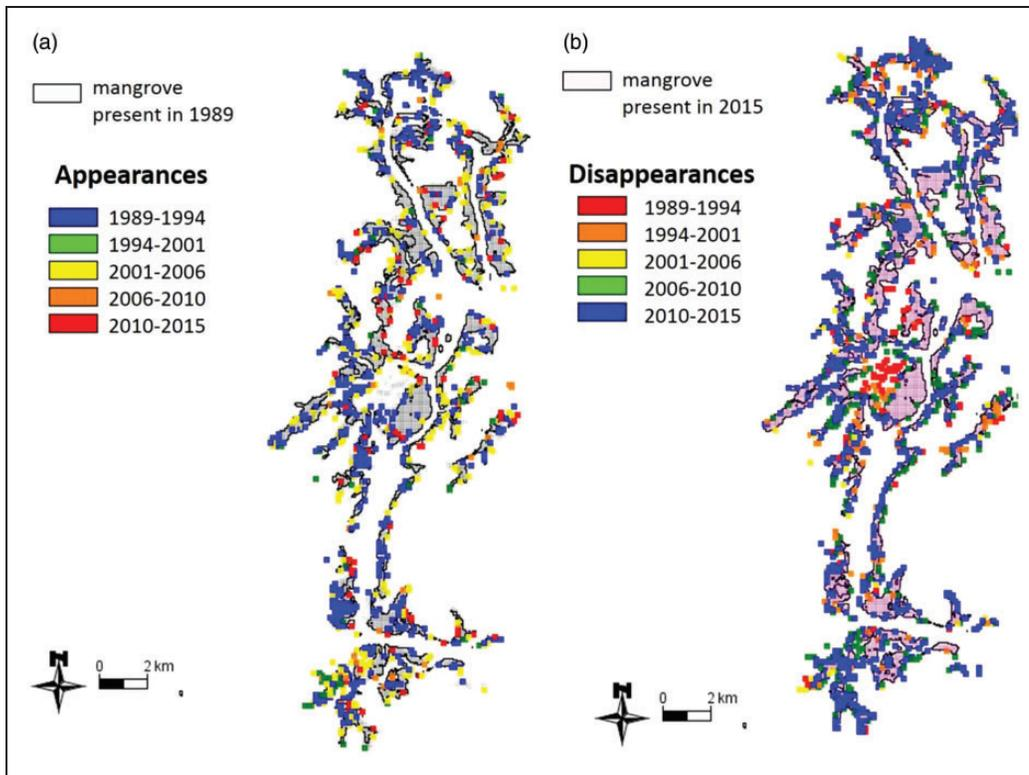 (a)
mangrove
present in 1989
Appearances
1989-1994
1994-2001
2001-2006
2006-2010
2010-2015
N
0 2 km
(b)
mangrove
present in 2015
Disappearances
1989-1994
1994-2001
2001-2006
2006-2010
2010-2015
N
0 2 km